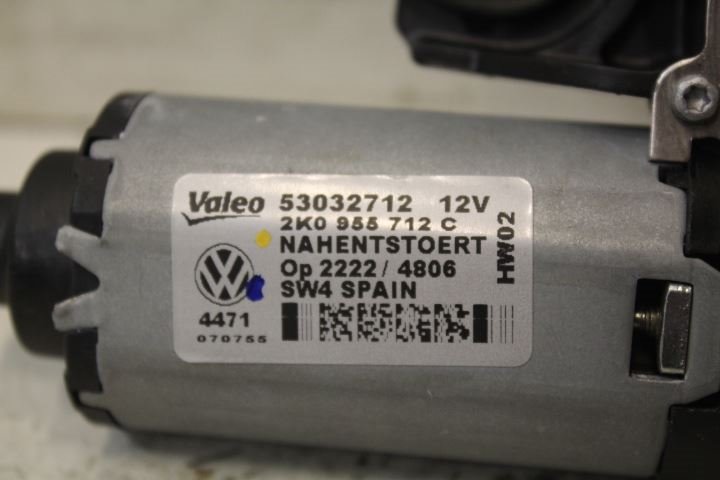 Valeo 53032712 12V
2K0 955 712 C
NAHENTSTOERT
Op 2222 / 4806
SW4 SPAIN
HW02
4471
070755